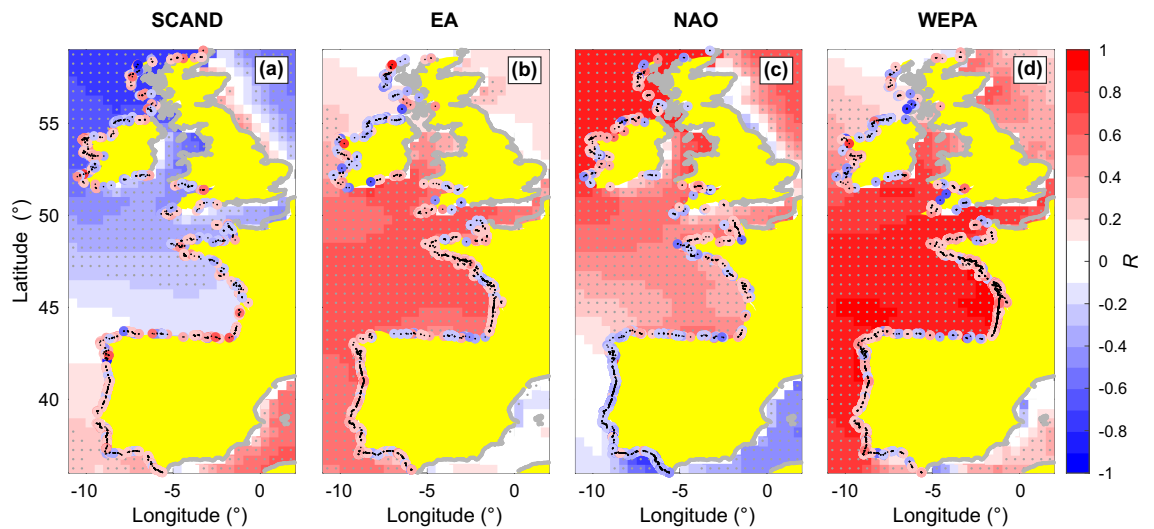 SCAND EA NAO WEPA
(a) (b) (c) (d)
Latitude (°)
55
50
45
40
-10 -5 0 -10 -5 0 -10 -5 0 -10 -5 0
Longitude (°) Longitude (°) Longitude (°) Longitude (°)
1
0.8
0.6
0.4
0.2
0
-0.2
-0.4
-0.6
-0.8
-1
R